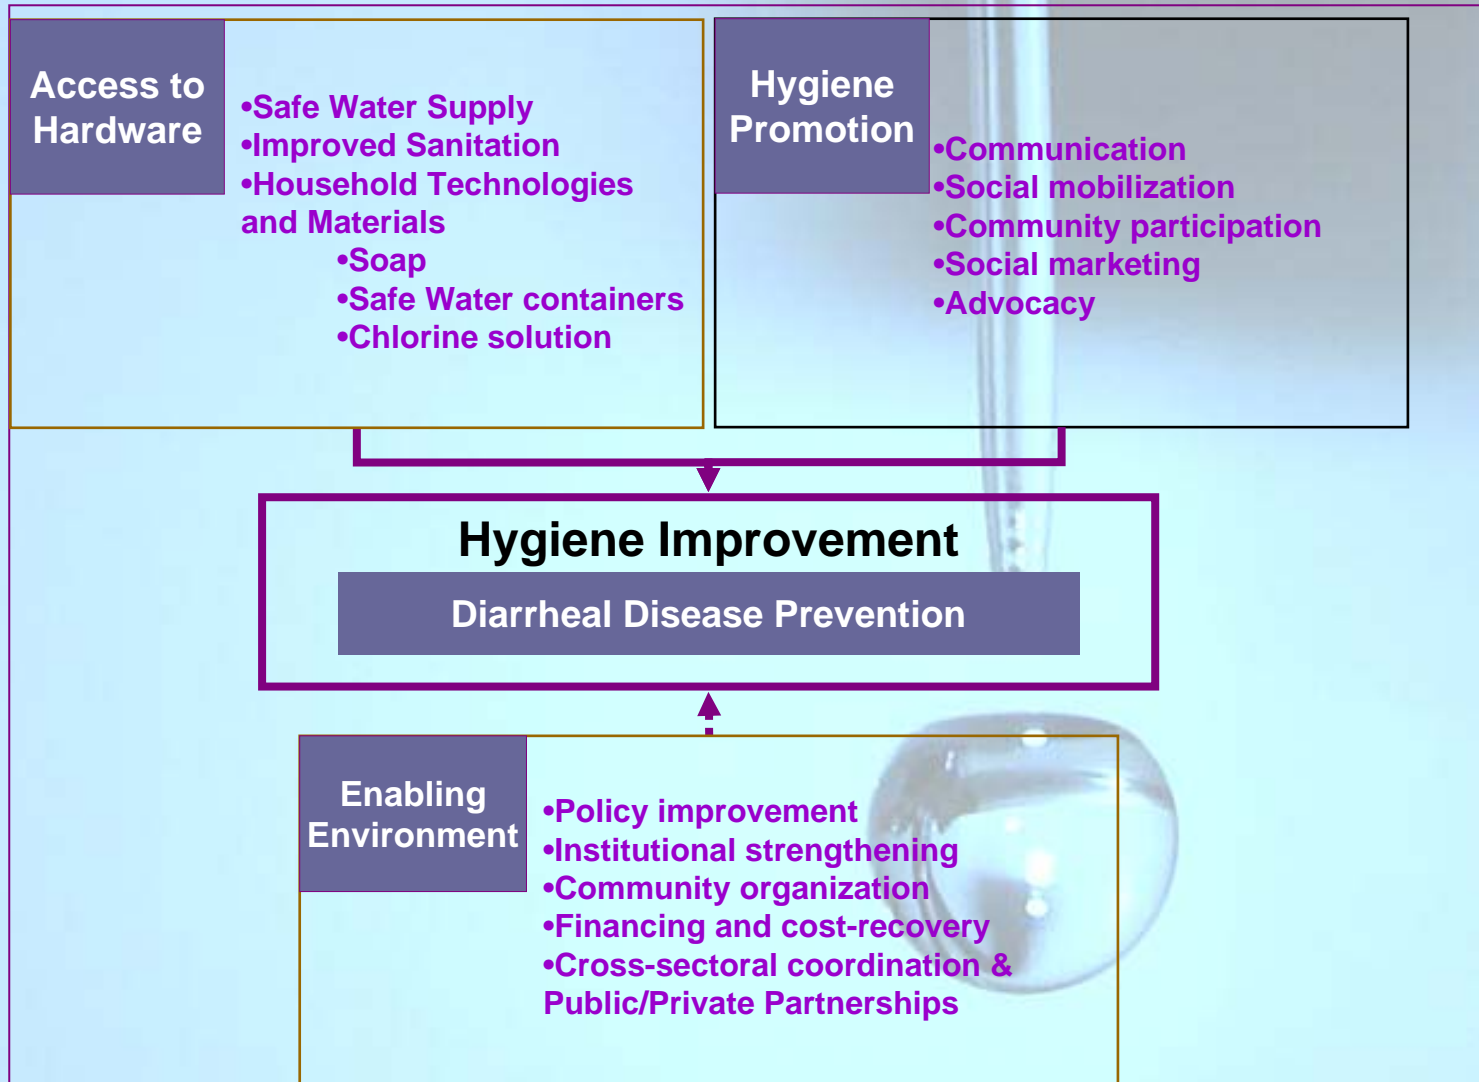 Access to
Hardware
•Safe Water Supply
•Improved Sanitation
•Household Technologies
and Materials
•Soap
•Safe Water containers
•Chlorine solution
Hygiene
Promotion
•Communication
•Social mobilization
•Community participation
•Social marketing
•Advocacy
Hygiene Improvement
Diarrheal Disease Prevention
Enabling
Environment
•Policy improvement
•Institutional strengthening
•Community organization
•Financing and cost-recovery
•Cross-sectoral coordination &
Public/Private Partnerships